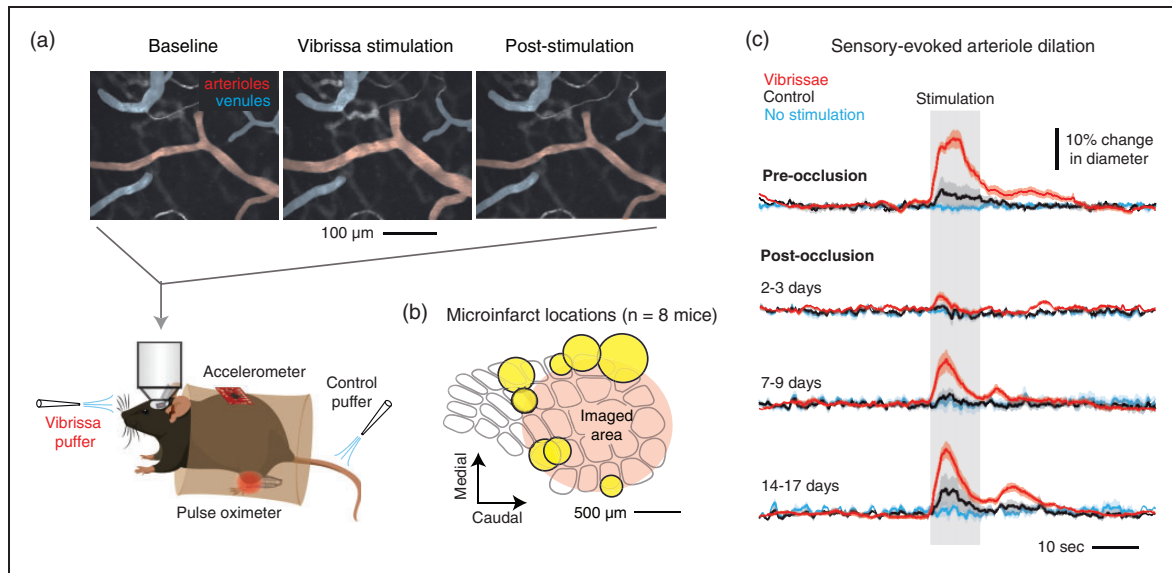 (a)
Baseline
Vibrissa stimulation
Post-stimulation
arterioles
venules
100 µm
Accelerometer
Control
puffer
Vibrissa
puffer
Pulse oximeter
(b)
Microinfarct locations (n = 8 mice)
Imaged
area
Medial
Caudal
500 µm
(c)
Sensory-evoked arteriole dilation
Vibrissae
Control
No stimulation
Stimulation
10% change
in diameter
Pre-occlusion
Post-occlusion
2-3 days
7-9 days
14-17 days
10 sec